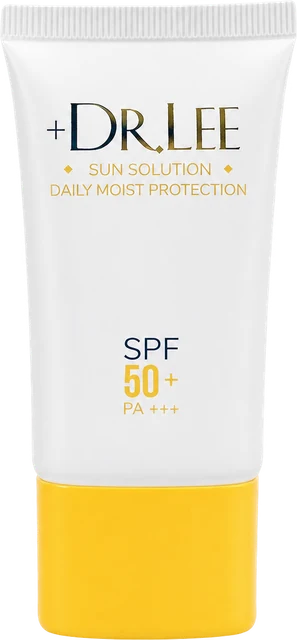 +DR.LEE
SUN SOLUTION
DAILY MOIST PROTECTION
SPF
50+
PA +++